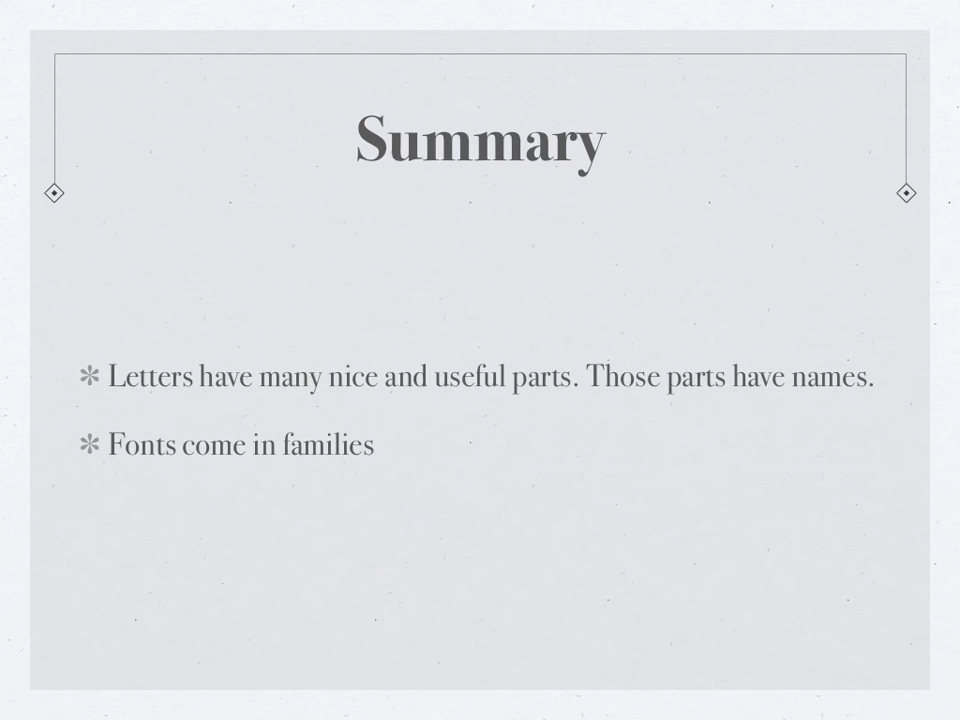 Summary
✻ Letters have many nice and useful parts. Those parts have names.
✻ Fonts come in families